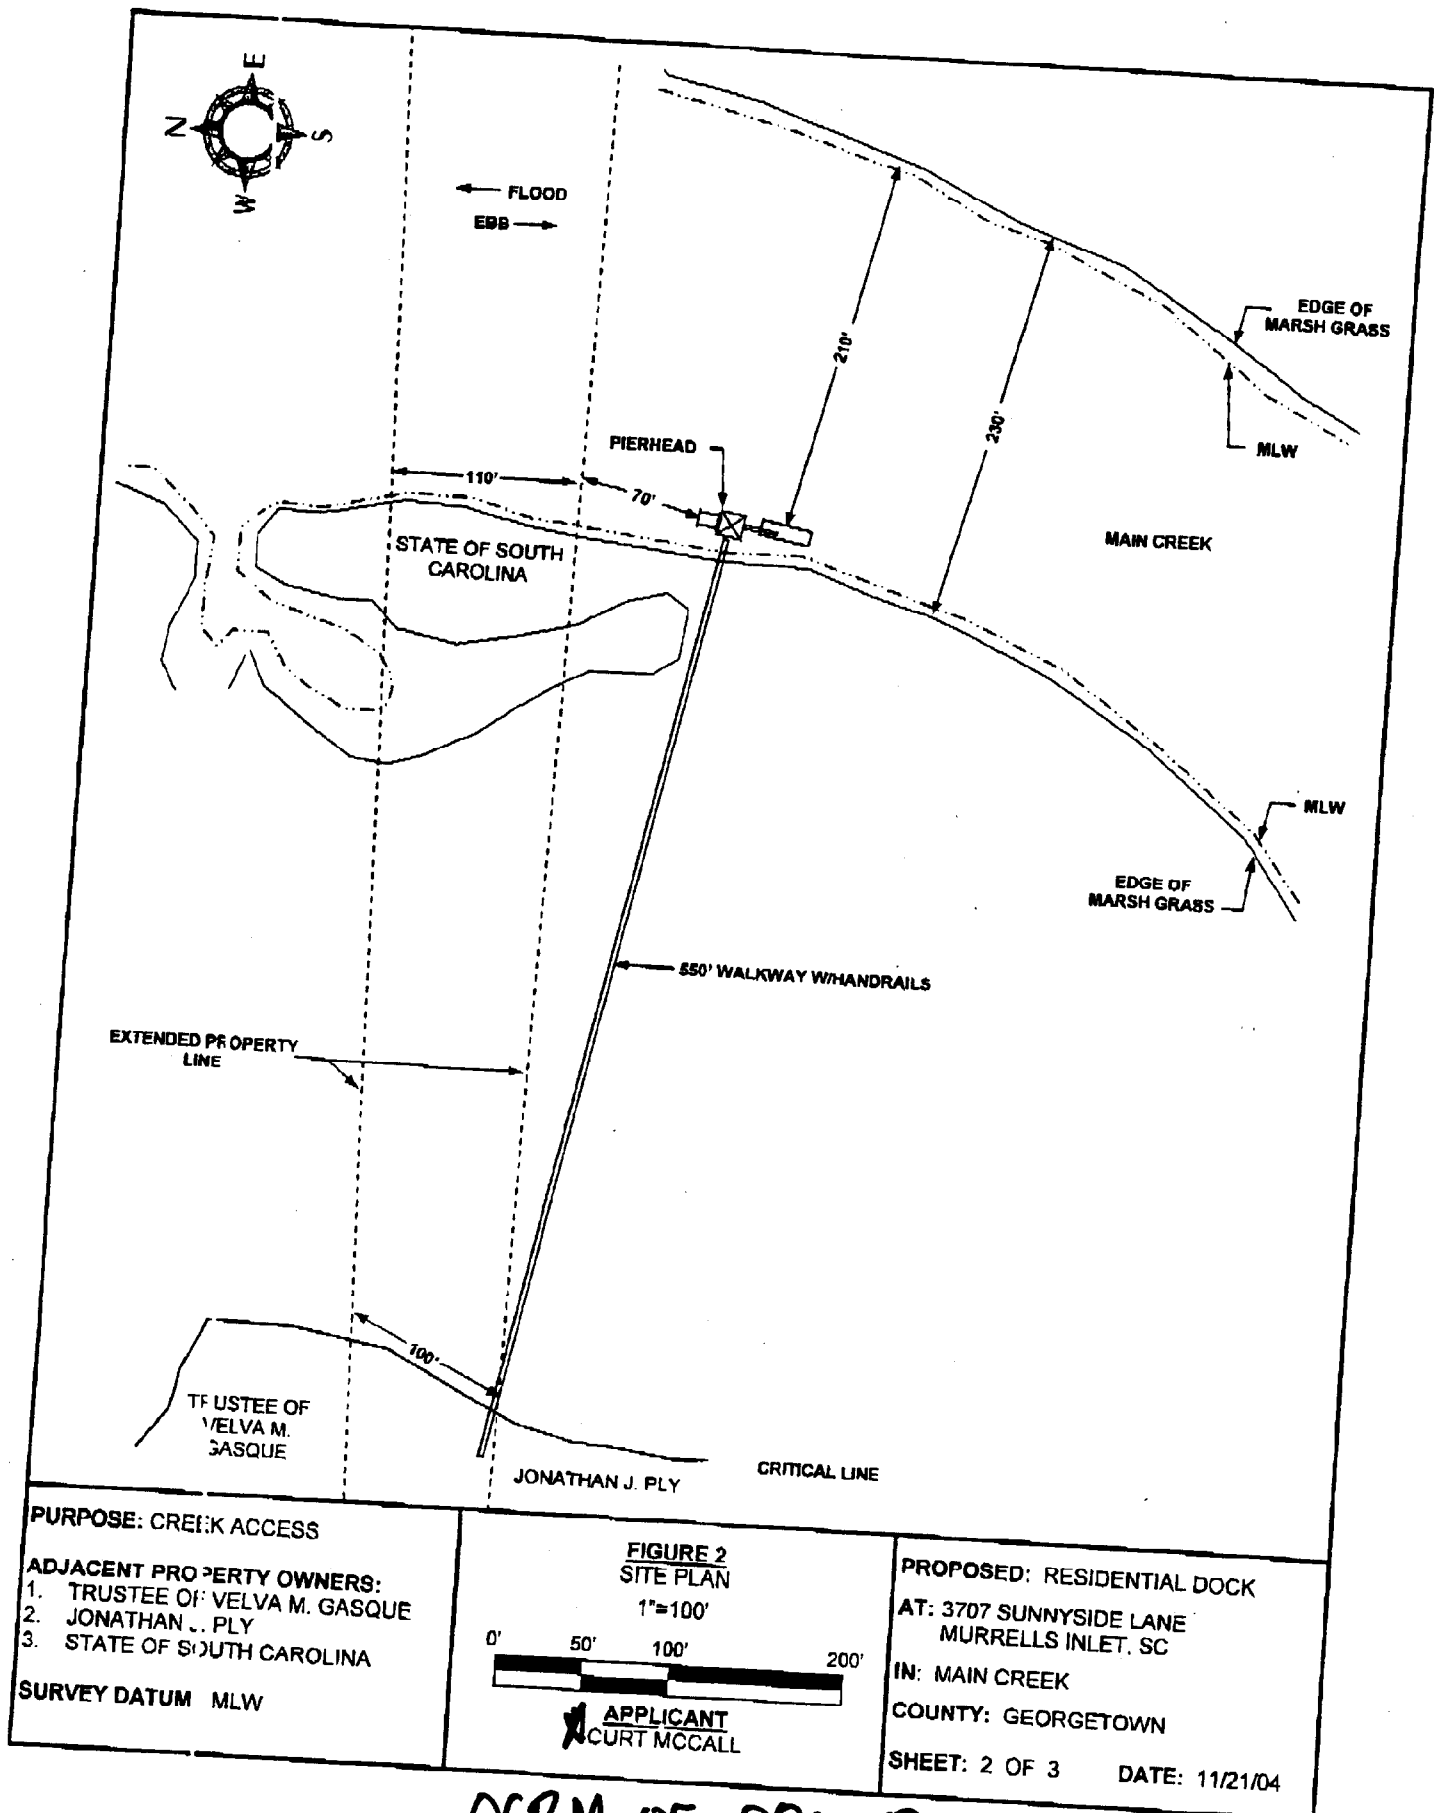 E
N
S
W
FLOOD
EBB
EDGE OF
MARSH GRASS
210'
230'
MLW
PIERHEAD
110'
70'
MAIN CREEK
STATE OF SOUTH
CAROLINA
MLW
EDGE OF
MARSH GRASS
550' WALKWAY W/HANDRAILS
EXTENDED PROPERTY
LINE
100'
TRUSTEE OF
VELVA M.
GASQUE
JONATHAN J. PLY
CRITICAL LINE
PURPOSE: CREEK ACCESS
ADJACENT PROPERTY OWNERS:
1. TRUSTEE OF VELVA M. GASQUE
2. JONATHAN J. PLY
3. STATE OF SOUTH CAROLINA
SURVEY DATUM MLW
FIGURE 2
SITE PLAN
1"=100'
0' 50' 100' 200'
APPLICANT
CURT MCCALL
PROPOSED: RESIDENTIAL DOCK
AT: 3707 SUNNYSIDE LANE
MURRELLS INLET, SC
IN: MAIN CREEK
COUNTY: GEORGETOWN
SHEET: 2 OF 3 DATE: 11/21/04